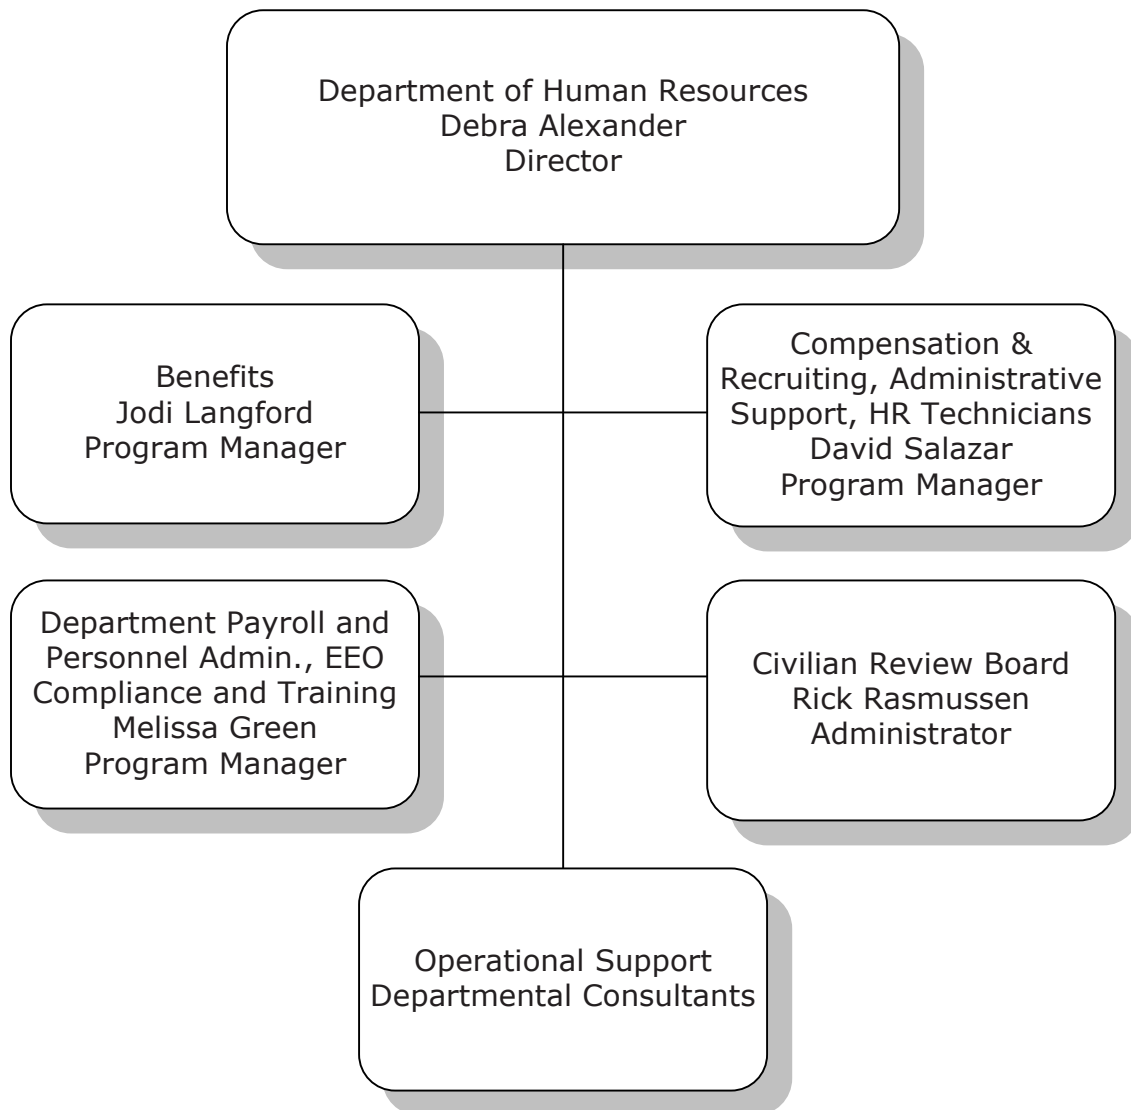 Department of Human Resources
Debra Alexander
Director
Benefits
Jodi Langford
Program Manager
Compensation &
Recruiting, Administrative
Support, HR Technicians
David Salazar
Program Manager
Department Payroll and
Personnel Admin., EEO
Compliance and Training
Melissa Green
Program Manager
Civilian Review Board
Rick Rasmussen
Administrator
Operational Support
Departmental Consultants